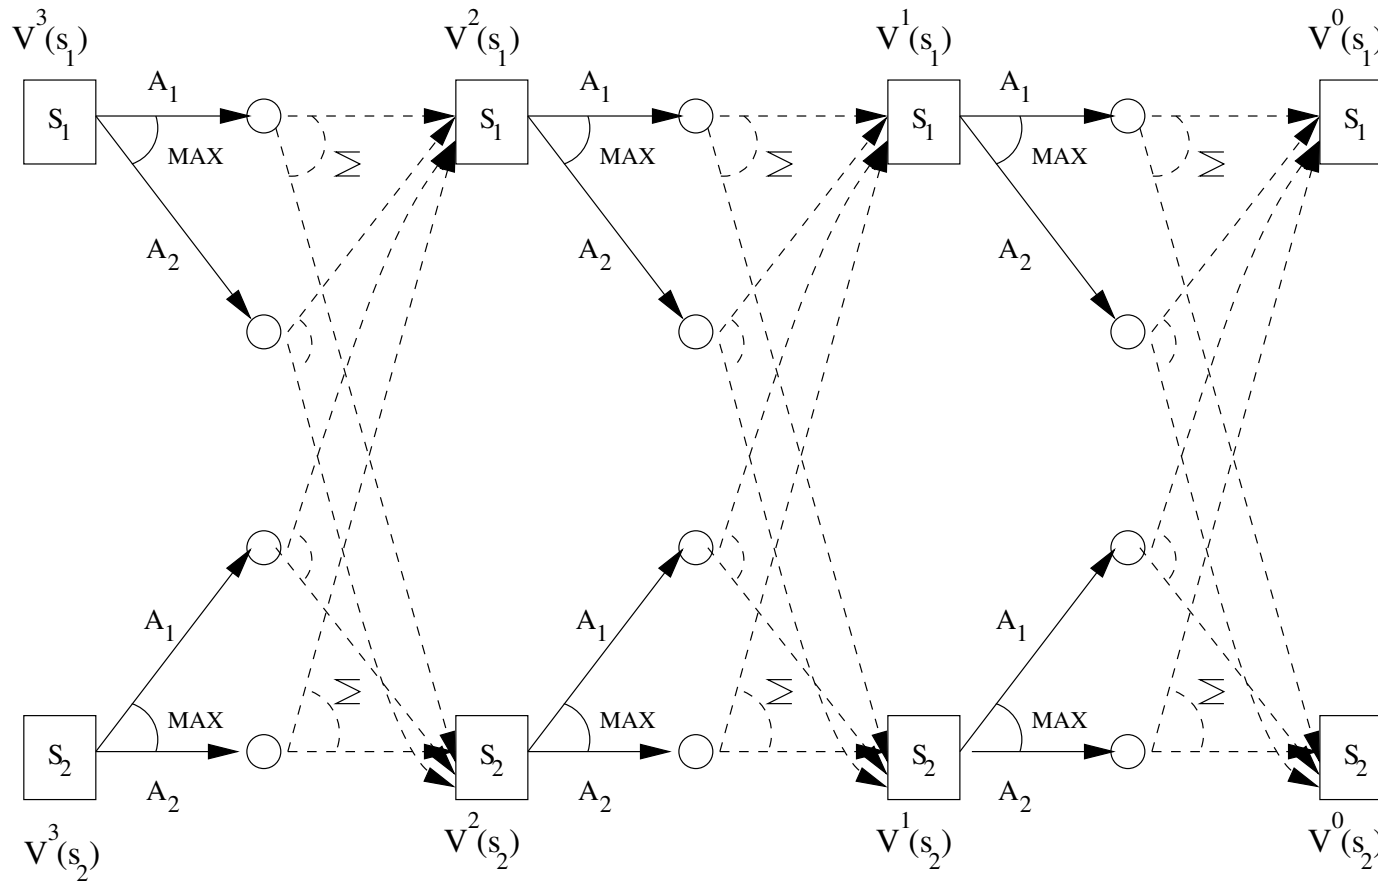 V³(s₁) V²(s₁) V¹(s₁) V⁰(s₁)
A₁ A₁ A₁
S₁ S₁ S₁ S₁
MAX Σ MAX Σ MAX Σ
A₂ A₂ A₂
A₁ A₁ A₁
Σ Σ Σ
MAX MAX MAX
S₂ S₂ S₂ S₂
A₂ A₂ A₂
V³(s₂) V²(s₂) V¹(s₂) V⁰(s₂)